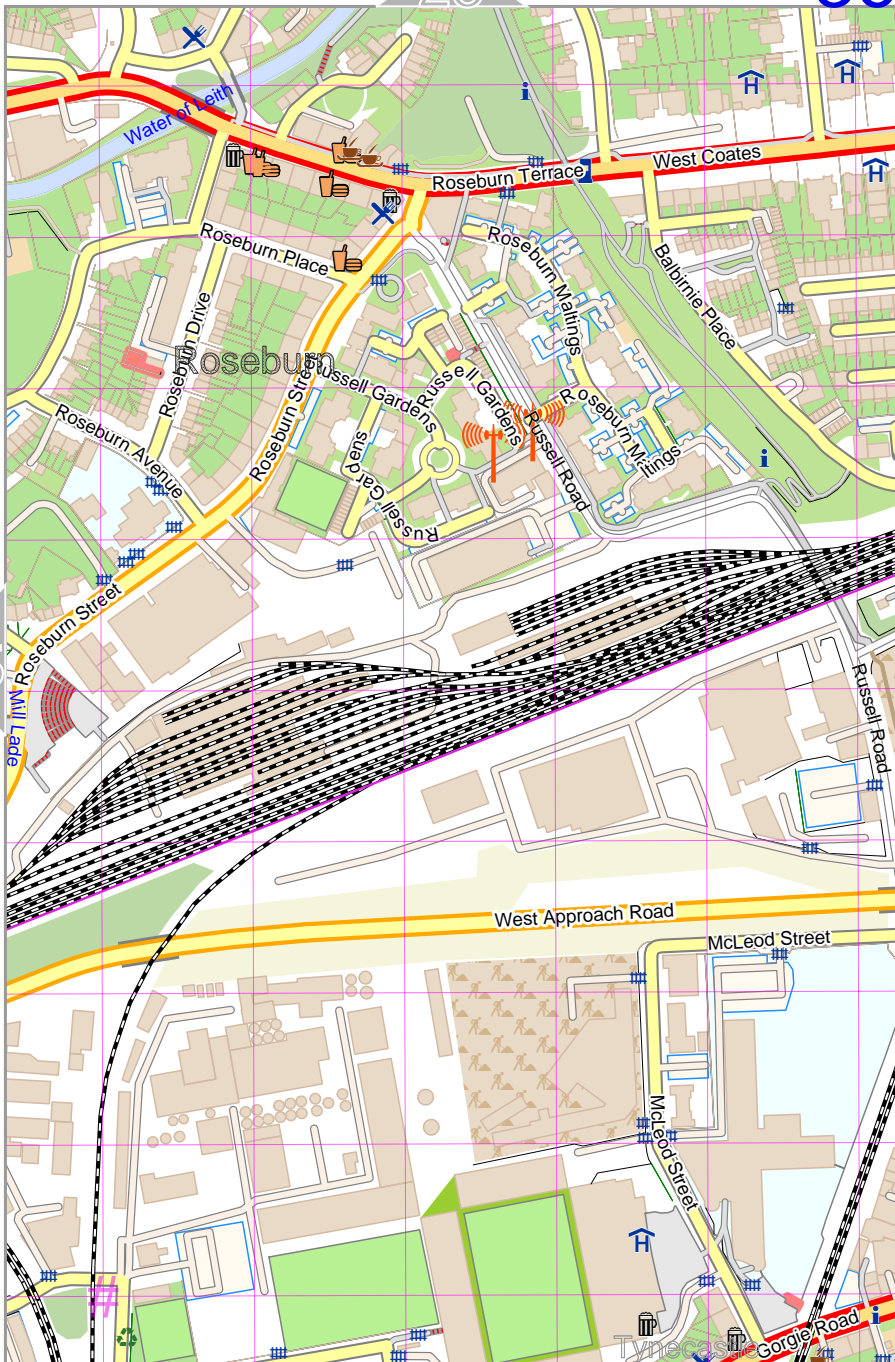 Water of Leith
West Coates
Roseburn Terrace
Roseburn Place
Roseburn Maltings
Balbirnie Place
Roseburn Drive
Roseburn
Roseburn Street
Russell Gardens
Russell Gardens
Roseburn Maltings
Roseburn Avenue
Russell Gardens
Russell Road
Russell
Roseburn Street
Mill Lade
Russell Road
West Approach Road
McLeod Street
McLeod Street
Tynecastle
Gorgie Road